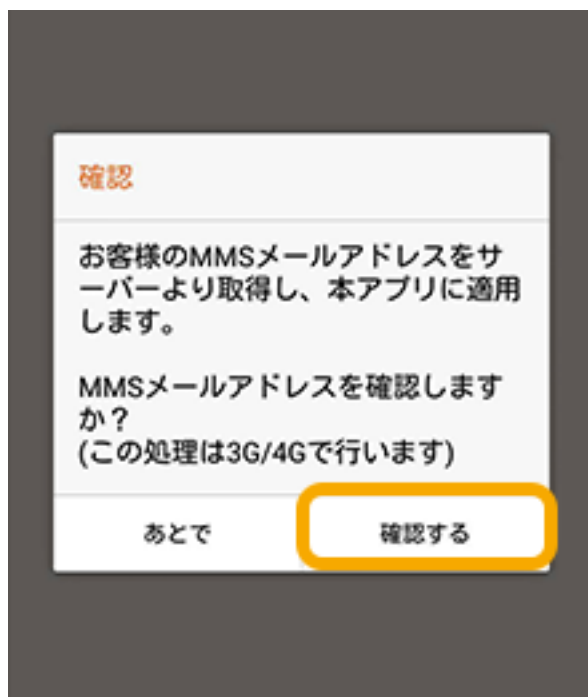 確認
お客様のMMSメールアドレスをサ
ーバーより取得し、本アプリに適用
します。
MMSメールアドレスを確認します
か？
(この処理は3G/4Gで行います)
あとで
確認する